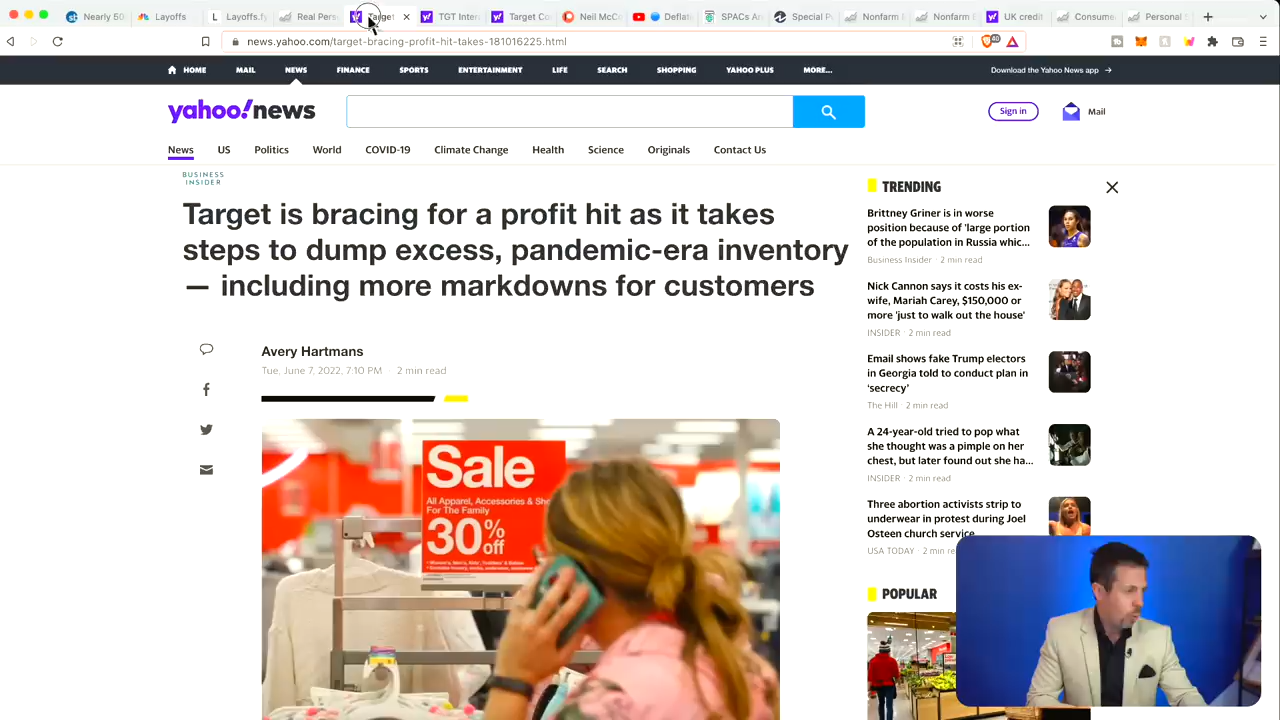 Nearly 50
Layoffs
Layoffs.fy
Real Pers
Target
TGT Inter
Target Co
Neil McCo
Deflat
SPACs Ar
Special P
Nonfarm
Nonfarm
UK credit
Consume
Personal S
news.yahoo.com/target-bracing-profit-hit-takes-181016225.html
HOME MAIL NEWS FINANCE SPORTS ENTERTAINMENT LIFE SEARCH SHOPPING YAHOO PLUS MORE...
Download the Yahoo News app →
yahoo!news
Sign in
Mail
News US Politics World COVID-19 Climate Change Health Science Originals Contact Us
BUSINESS
INSIDER
Target is bracing for a profit hit as it takes
steps to dump excess, pandemic-era inventory
— including more markdowns for customers
Avery Hartmans
Tue, June 7, 2022, 7:10 PM 2 min read
Sale
All Apparel, Accessories & Sh
For The Family
30% off
TRENDING
Brittney Griner is in worse
position because of 'large portion
of the population in Russia whic...
Business Insider · 2 min read
Nick Cannon says it costs his ex-
wife, Mariah Carey, $150,000 or
more 'just to walk out the house'
INSIDER · 2 min read
Email shows fake Trump electors
in Georgia told to conduct plan in
'secrecy'
The Hill · 2 min read
A 24-year-old tried to pop what
she thought was a pimple on her
chest, but later found out she ha...
INSIDER · 2 min read
Three abortion activists strip to
underwear in protest during Joel
Osteen church service
USA TODAY · 2 min re
POPULAR